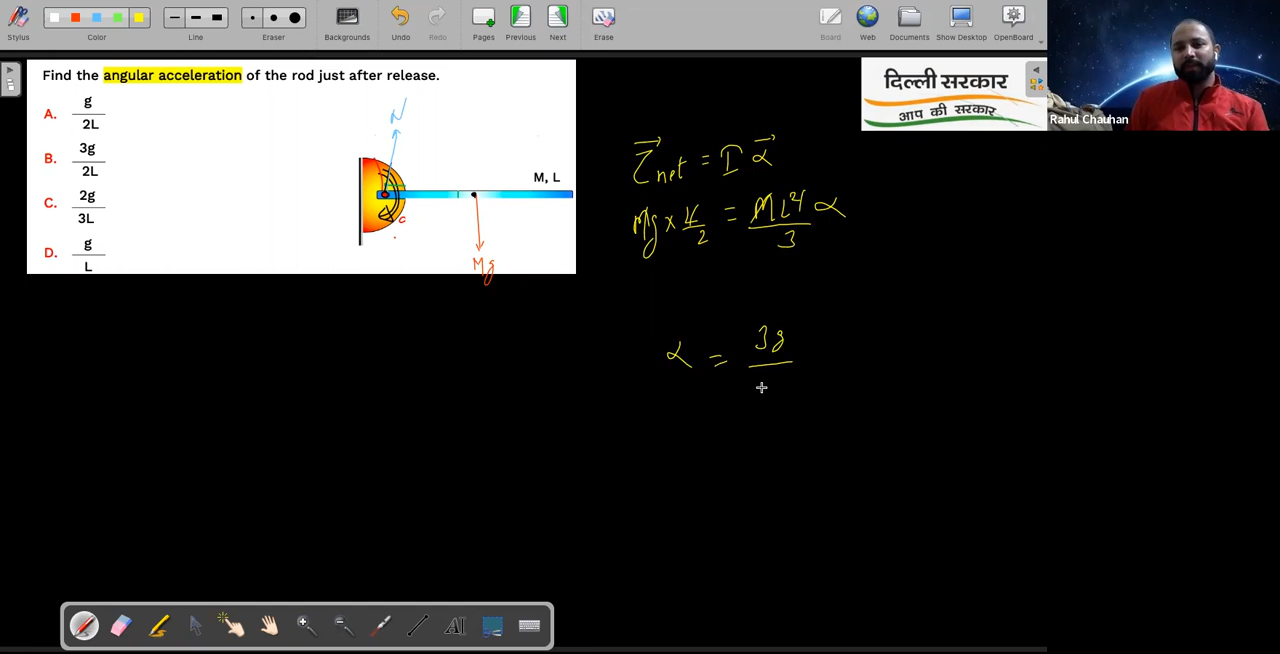 Stylus
Color
Line
Eraser
Backgrounds
Undo
Redo
Pages
Previous
Next
Erase
Board
Web
Documents
Show Desktop
OpenBoard
Find the angular acceleration of the rod just after release.
A. g / 2L
B. 3g / 2L
C. 2g / 3L
D. g / L
N
M, L
C
Mg
दिल्ली सरकार
आप की सरकार
Rahul Chauhan
τnet = I α
Mg × L/2 = ML²/3 α
α = 3g
AI